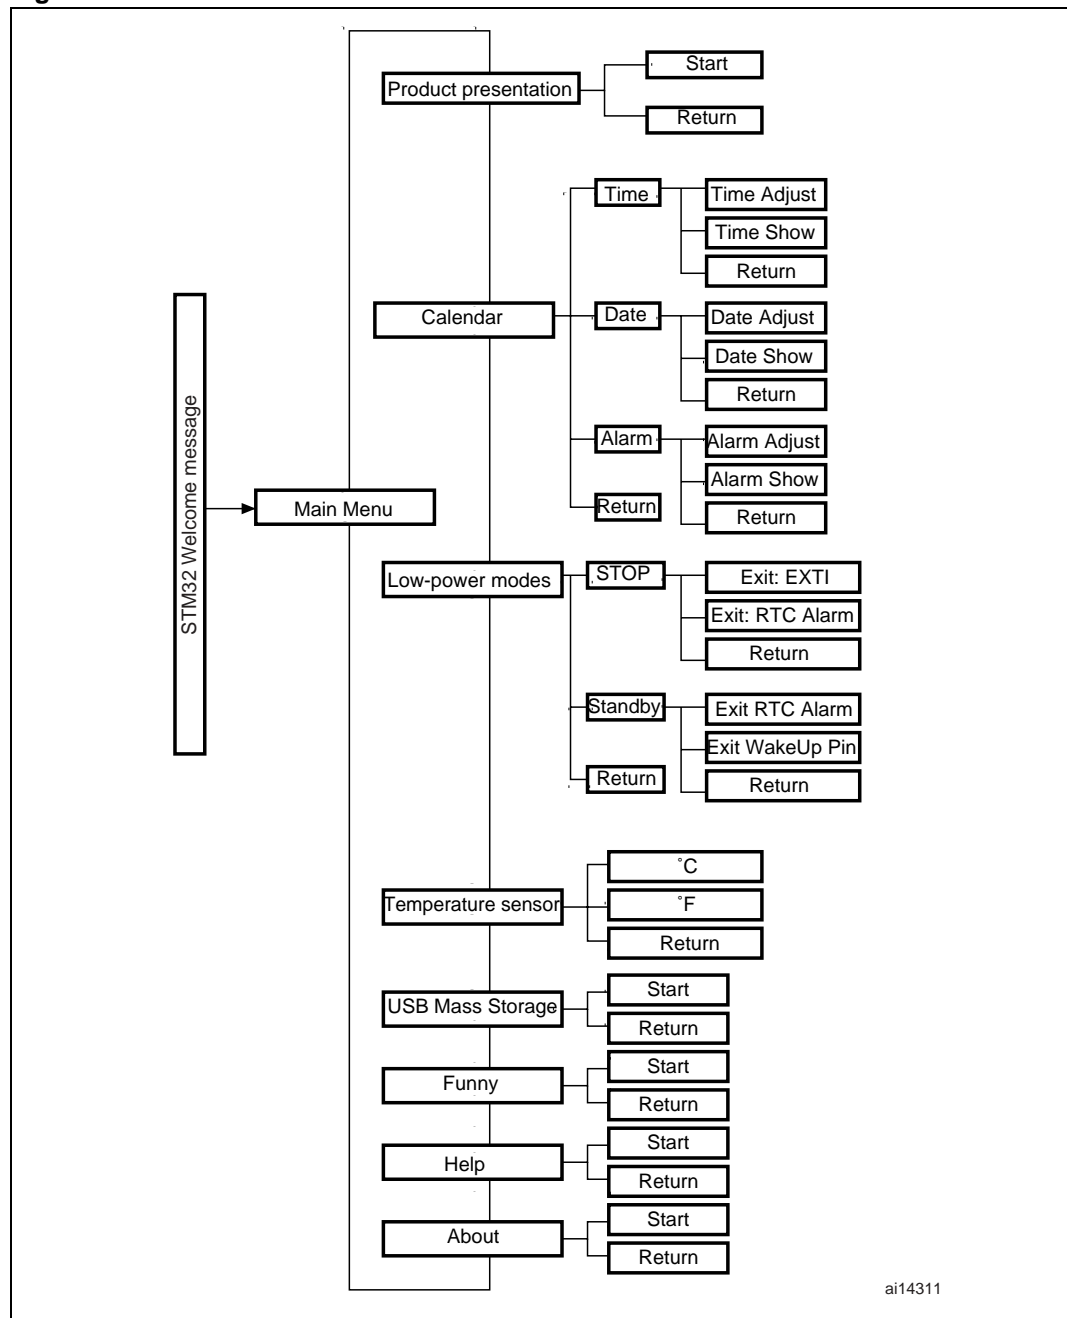 Product presentation
Start
Return
Calendar
Time
Time Adjust
Time Show
Return
Date
Date Adjust
Date Show
Return
Alarm
Alarm Adjust
Alarm Show
Return
Return
STM32 Welcome message
Main Menu
Low-power modes
STOP
Exit: EXTI
Exit: RTC Alarm
Return
Standby
Exit RTC Alarm
Exit WakeUp Pin
Return
Return
Temperature sensor
˚C
˚F
Return
USB Mass Storage
Start
Return
Funny
Start
Return
Help
Start
Return
About
Start
Return
ai14311